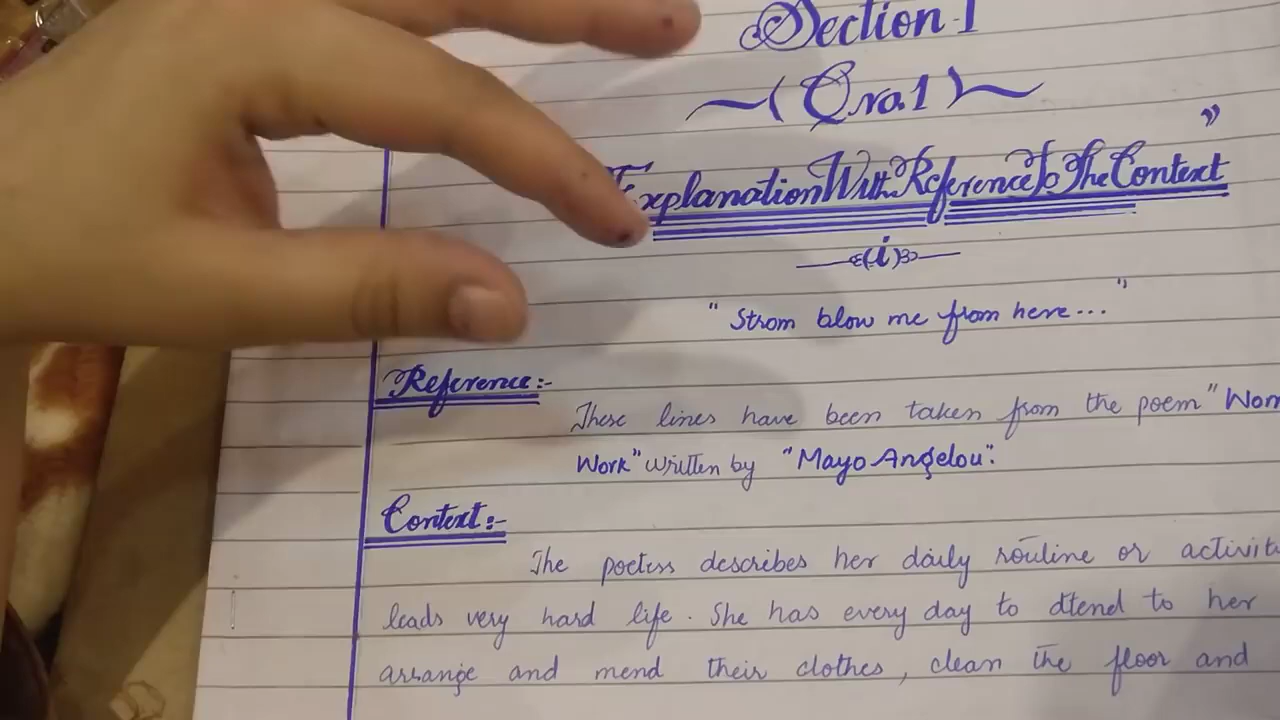 Section-1
(Q no.1)
Explanation With Reference To The Context"
(i)
"Strom blow me from here..."
Reference:-
These lines have been taken from the poem "Wom
Work" written by "Mayo Angelou".
Context:-
The poetess describes her daily routine or activit
leads very hard life. She has every day to attend to her
arrange and mend their clothes, clean the floor and